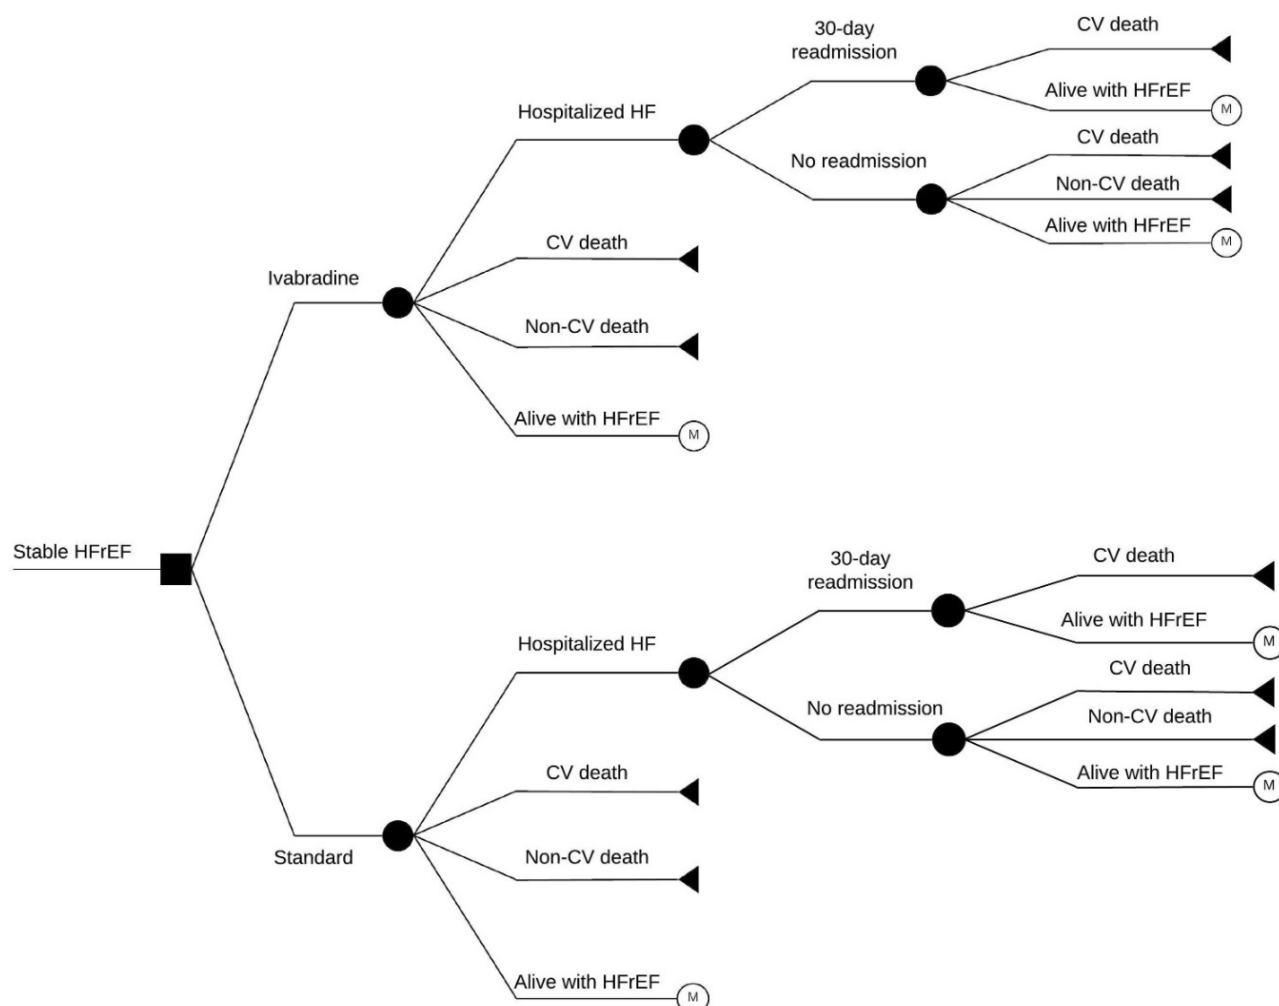 30-day
readmission
CV death
Alive with HFrEF
M
Hospitalized HF
No readmission
CV death
Non-CV death
Alive with HFrEF
M
Ivabradine
CV death
Non-CV death
Alive with HFrEF
M
Stable HFrEF
30-day
readmission
CV death
Alive with HFrEF
M
Hospitalized HF
No readmission
CV death
Non-CV death
Alive with HFrEF
M
Standard
CV death
Non-CV death
Alive with HFrEF
M